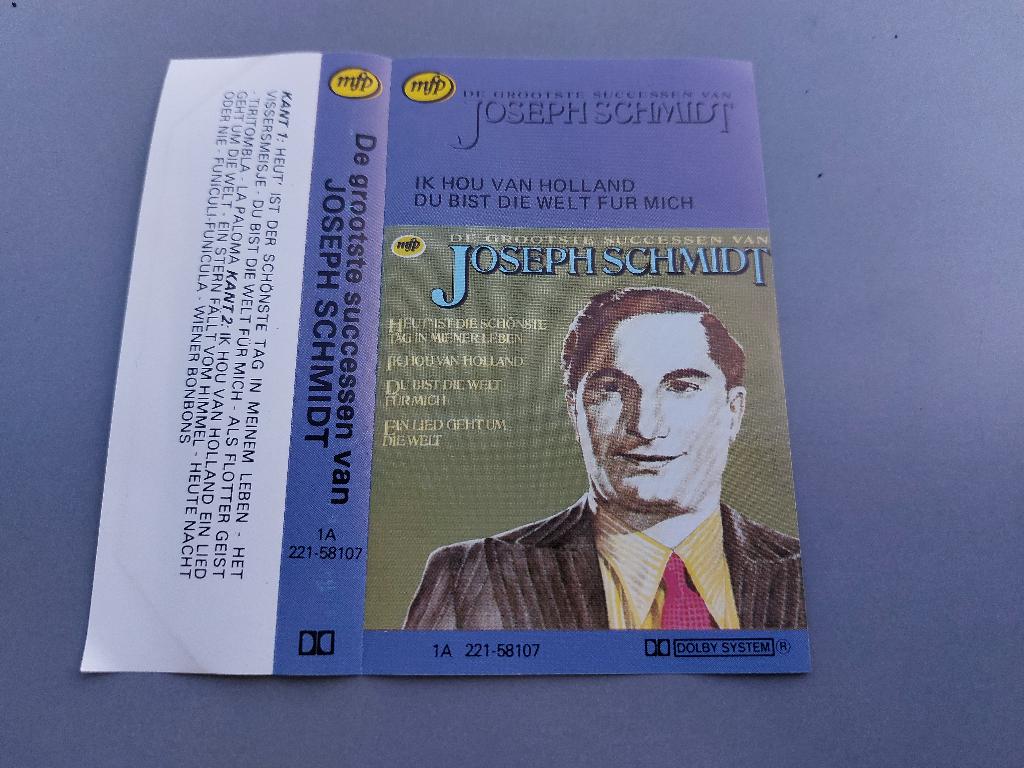 KANT 1: HEUT' IST DER SCHÖNSTE TAG IN MEINEM LEBEN - HET
VISSERSMEISJE - DU BIST DIE WELT FÜR MICH - ALS FLOTTER GEIST
- TIRITOMBLA - LA PALOMA KANT 2: IK HOU VAN HOLLAND EIN LIED
GEHT UM DIE WELT - EIN STERN FÄLLT VOM HIMMEL - HEUTE NACHT
ODER NIE - FUNICULI-FUNICULA - WIENER BONBONS
mfp
De grootste successen van
JOSEPH SCHMIDT
1A
221-58107
mfp
DE GROOTSTE SUCCESSEN VAN
JOSEPH SCHMIDT
IK HOU VAN HOLLAND
DU BIST DIE WELT FUR MICH
mfp
DE GROOTSTE SUCCESSEN VAN
JOSEPH SCHMIDT
HEUT' IST DIE SCHÖNSTE
TAG IN WIENER LEBEN
IK HOU VAN HOLLAND
DU BIST DIE WELT
FÜR MICH
EIN LIED GEHT UM
DIE WELT
1A 221-58107
DOLBY SYSTEM ®